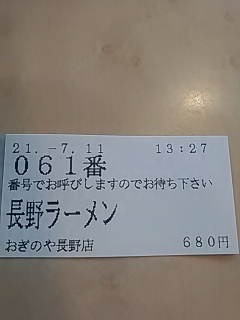 21.-7.11 13:27
061番
番号でお呼びしますのでお待ち下さい
長野ラーメン
おぎのや長野店 680円